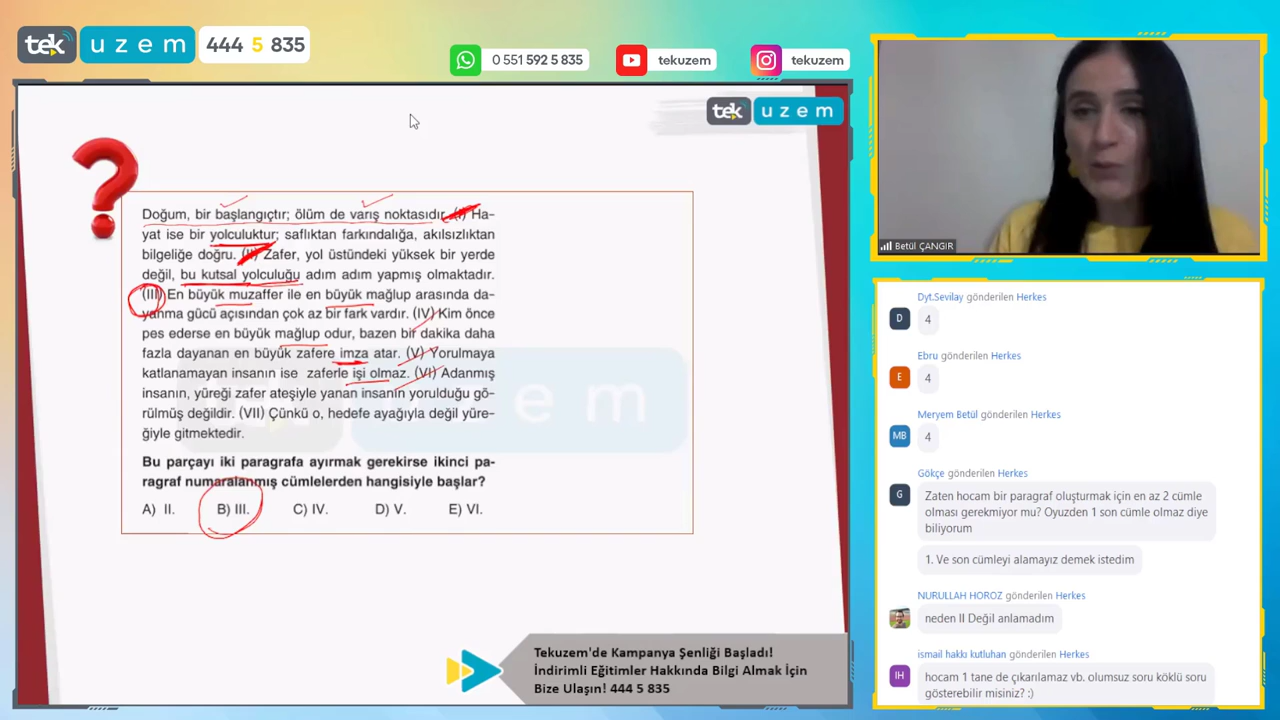 tek
uzem
444 5 835
0 551 592 5 835
tekuzem
tekuzem
tek
uzem
Doğum, bir başlangıçtır; ölüm de varış noktasıdır. (I) Ha-
yat ise bir yolculuktur; saflıktan farkındalığa, akılsızlıktan
bilgeliğe doğru. (II) Zafer, yol üstündeki yüksek bir yerde
değil, bu kutsal yolculuğu adım adım yapmış olmaktadır.
(III) En büyük muzaffer ile en büyük mağlup arasında da-
yanma gücü açısından çok az bir fark vardır. (IV) Kim önce
pes ederse en büyük mağlup odur, bazen bir dakika daha
fazla dayanan en büyük zafere imza atar. (V) Yorulmaya
katlanamayan insanın ise zaferle işi olmaz. (VI) Adanmış
insanın, yüreği zafer ateşiyle yanan insanın yorulduğu gö-
rülmüş değildir. (VII) Çünkü o, hedefe ayağıyla değil yüre-
ğiyle gitmektedir.
Bu parçayı iki paragrafa ayırmak gerekirse ikinci pa-
ragraf numaralanmış cümlelerden hangisiyle başlar?
A) II. B) III. C) IV. D) V. E) VI.
tek uzem
Tekuzem'de Kampanya Şenliği Başladı!
İndirimli Eğitimler Hakkında Bilgi Almak İçin
Bize Ulaşın! 444 5 835
Betül ÇANGIR
Dyt.Sevilay gönderilen Herkes
D
4
Ebru gönderilen Herkes
E
4
Meryem Betül gönderilen Herkes
MB
4
Gökçe gönderilen Herkes
G
Zaten hocam bir paragraf oluşturmak için en az 2 cümle
olması gerekmiyor mu? Oyuzden 1 son cümle olmaz diye
biliyorum
1. Ve son cümleyi alamayız demek istedim
NURULLAH HOROZ gönderilen Herkes
neden II Değil anlamadım
ismail hakkı kutluhan gönderilen Herkes
IH
hocam 1 tane de çıkarılamaz vb. olumsuz soru köklü soru
gösterebilir misiniz? :)